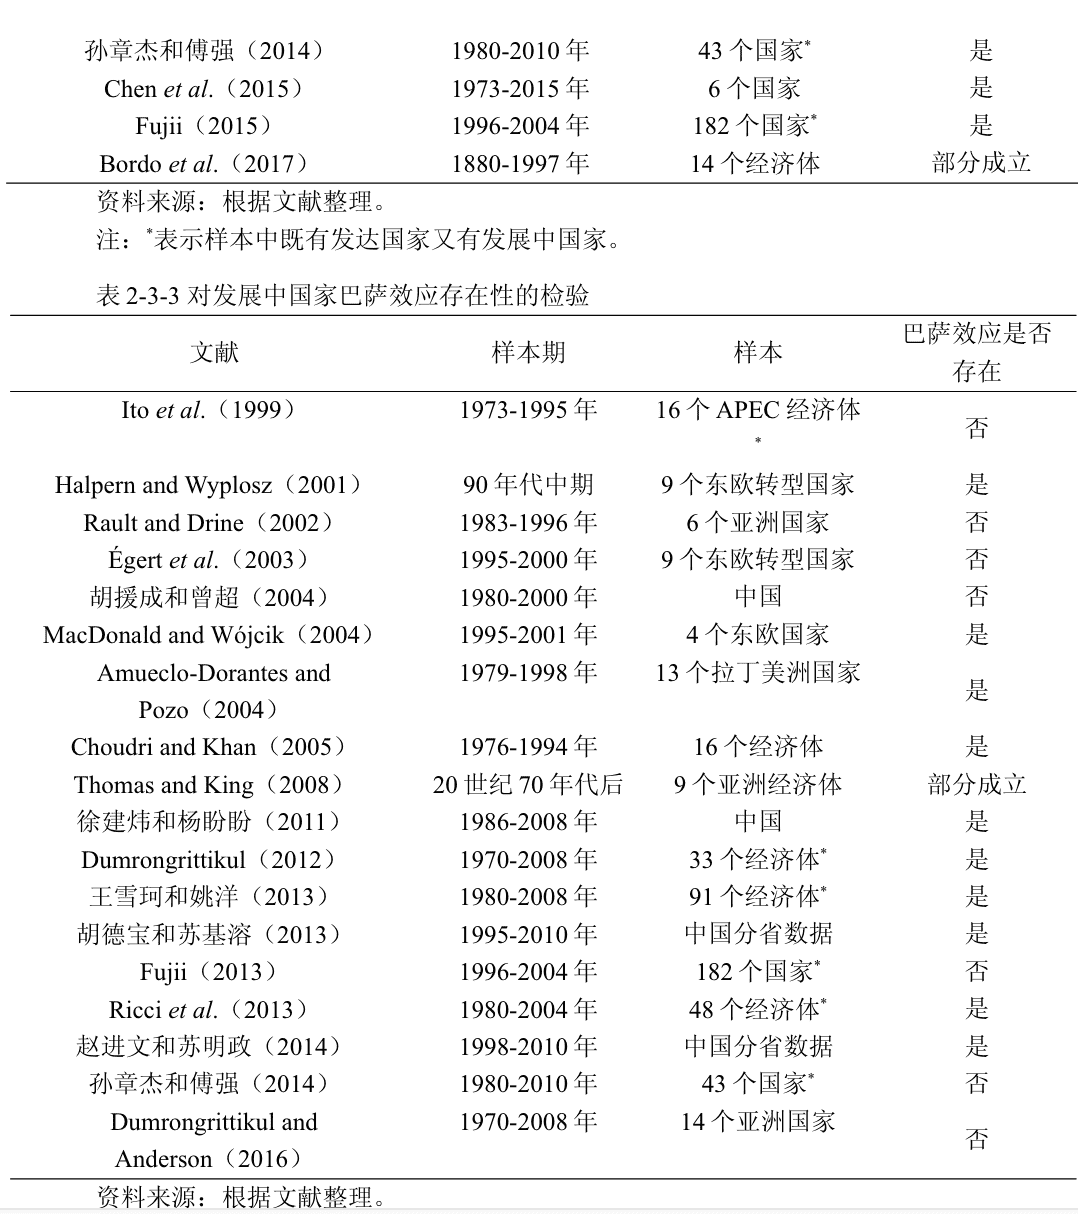 孙章杰和傅强（2014） 1980-2010 年 43 个国家* 是
Chen et al.（2015） 1973-2015 年 6 个国家 是
Fujii（2015） 1996-2004 年 182 个国家* 是
Bordo et al.（2017） 1880-1997 年 14 个经济体 部分成立
资料来源：根据文献整理。
注：*表示样本中既有发达国家又有发展中国家。
表 2-3-3 对发展中国家巴萨效应存在性的检验
文献 样本期 样本 巴萨效应是否
存在
Ito et al.（1999） 1973-1995 年 16 个 APEC 经济体
* 否
Halpern and Wyplosz（2001） 90 年代中期 9 个东欧转型国家 是
Rault and Drine（2002） 1983-1996 年 6 个亚洲国家 否
Égert et al.（2003） 1995-2000 年 9 个东欧转型国家 否
胡援成和曾超（2004） 1980-2000 年 中国 否
MacDonald and Wójcik（2004） 1995-2001 年 4 个东欧国家 是
Amueclo-Dorantes and 1979-1998 年 13 个拉丁美洲国家 是
Pozo（2004）
Choudri and Khan（2005） 1976-1994 年 16 个经济体 是
Thomas and King（2008） 20 世纪 70 年代后 9 个亚洲经济体 部分成立
徐建炜和杨盼盼（2011） 1986-2008 年 中国 是
Dumrongrittikul（2012） 1970-2008 年 33 个经济体* 是
王雪珂和姚洋（2013） 1980-2008 年 91 个经济体* 是
胡德宝和苏基溶（2013） 1995-2010 年 中国分省数据 是
Fujii（2013） 1996-2004 年 182 个国家* 否
Ricci et al.（2013） 1980-2004 年 48 个经济体* 是
赵进文和苏明政（2014） 1998-2010 年 中国分省数据 是
孙章杰和傅强（2014） 1980-2010 年 43 个国家* 否
Dumrongrittikul and 1970-2008 年 14 个亚洲国家 否
Anderson（2016）
资料来源：根据文献整理。